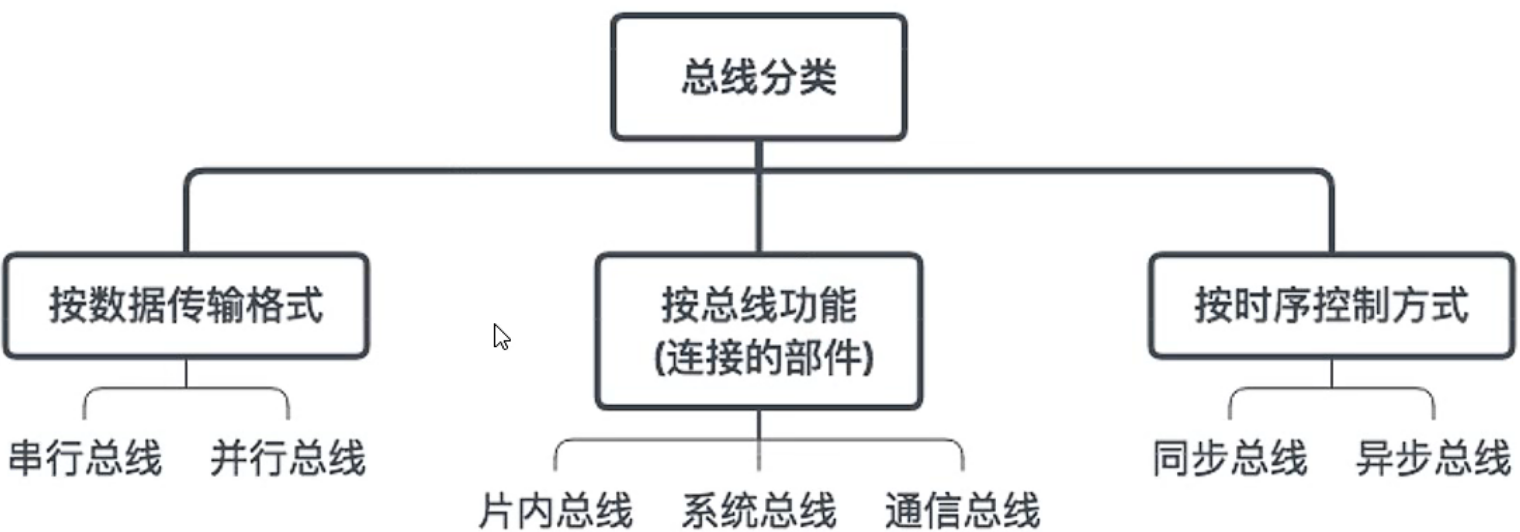 总线分类
按数据传输格式
按总线功能
(连接的部件)
按时序控制方式
串行总线
并行总线
片内总线
系统总线
通信总线
同步总线
异步总线